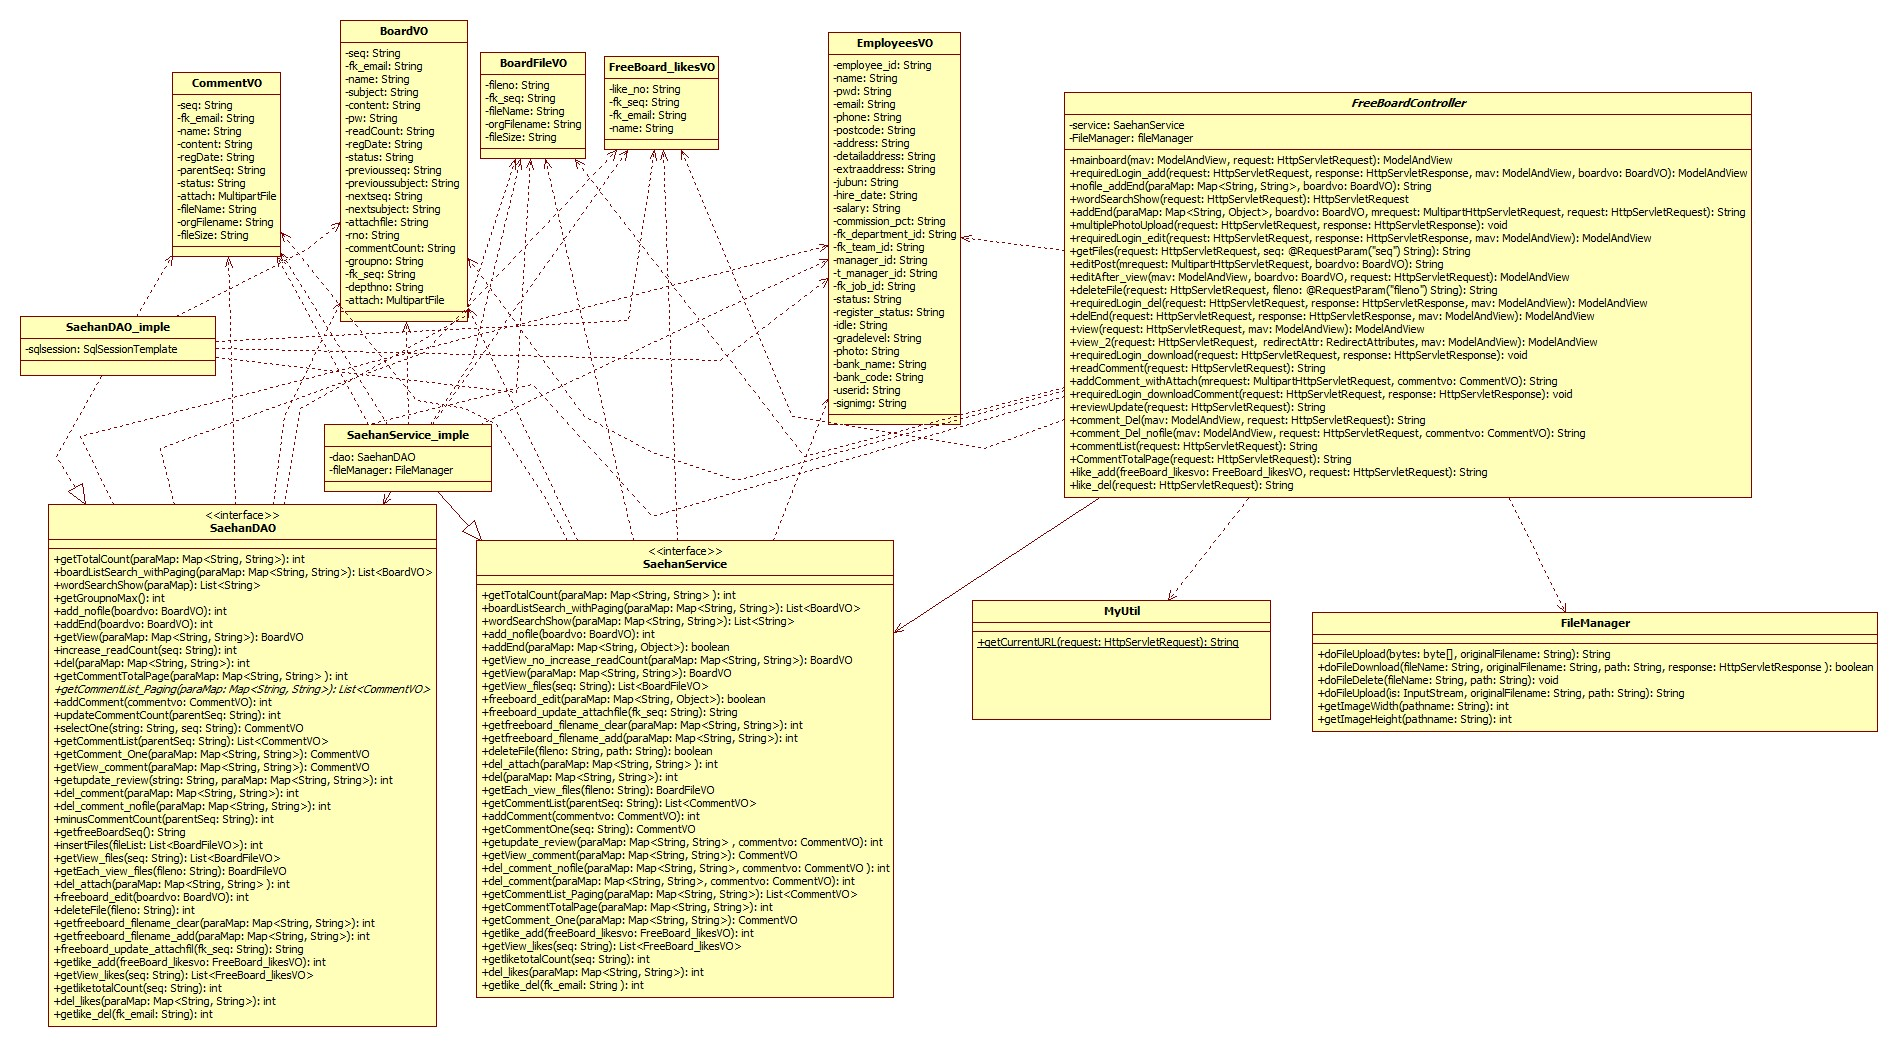 CommentVO
-seq: String
-fk_email: String
-name: String
-content: String
-regDate: String
-parentSeq: String
-status: String
-attach: MultipartFile
-fileName: String
-orgFilename: String
-fileSize: String
BoardVO
-seq: String
-fk_email: String
-name: String
-subject: String
-content: String
-pw: String
-readCount: String
-regDate: String
-status: String
-previousseq: String
-previoussubject: String
-nextseq: String
-nextsubject: String
-attachfile: String
-rno: String
-commentCount: String
-groupno: String
-fk_seq: String
-depthno: String
-attach: MultipartFile
BoardFileVO
-fileno: String
-fk_seq: String
-fileName: String
-orgFilename: String
-fileSize: String
FreeBoard_likesVO
-like_no: String
-fk_seq: String
-fk_email: String
-name: String
EmployeesVO
-employee_id: String
-name: String
-pwd: String
-email: String
-phone: String
-postcode: String
-address: String
-detailaddress: String
-extraaddress: String
-jubun: String
-hire_date: String
-salary: String
-commission_pct: String
-fk_department_id: String
-fk_team_id: String
-manager_id: String
-t_manager_id: String
-fk_job_id: String
-status: String
-register_status: String
-idle: String
-gradelevel: String
-photo: String
-bank_name: String
-bank_code: String
-userid: String
-signimg: String
FreeBoardController
-service: SaehanService
-FileManager: fileManager
+mainboard(mav: ModelAndView, request: HttpServletRequest): ModelAndView
+requiredLogin_add(request: HttpServletRequest, response: HttpServletResponse, mav: ModelAndView, boardvo: BoardVO): ModelAndView
+nofile_addEnd(paraMap: Map<String, String>, boardvo: BoardVO): String
+wordSearchShow(request: HttpServletRequest): HttpServletRequest
+addEnd(paraMap: Map<String, Object>, boardvo: BoardVO, mrequest: MultipartHttpServletRequest, request: HttpServletRequest): String
+multiplePhotoUpload(request: HttpServletRequest, response: HttpServletRequest): void
+requiredLogin_edit(request: HttpServletRequest, response: HttpServletResponse, mav: ModelAndView): ModelAndView
+getFiles(request: HttpServletRequest, seq: @RequestParam("seq") String): String
+editPost(mrequest: MultipartHttpServletRequest, boardvo: BoardVO): String
+editAfter_view(mav: ModelAndView, boardvo: BoardVO, request: HttpServletRequest): ModelAndView
+deleteFile(request: HttpServletRequest, fileno: @RequestParam("fileno") String): String
+requiredLogin_del(request: HttpServletRequest, response: HttpServletResponse, mav: ModelAndView): ModelAndView
+delEnd(request: HttpServletRequest, response: HttpServletResponse, mav: ModelAndView): ModelAndView
+view(request: HttpServletRequest, mav: ModelAndView): ModelAndView
+view_2(request: HttpServletRequest, redirectAttr: RedirectAttributes, mav: ModelAndView): ModelAndView
+requiredLogin_download(request: HttpServletRequest, response: HttpServletResponse): void
+readComment(request: HttpServletRequest): String
+addComment_withAttach(mrequest: MultipartHttpServletRequest, commentvo: CommentVO): String
+requiredLogin_downloadComment(request: HttpServletRequest, response: HttpServletResponse): void
+reviewUpdate(request: HttpServletRequest): String
+comment_Del(mav: ModelAndView, request: HttpServletRequest): String
+comment_Del_nofile(mav: ModelAndView, request: HttpServletRequest, commentvo: CommentVO): String
+commentList(request: HttpServletRequest): String
+CommentTotalPage(request: HttpServletRequest): String
+like_add(freeBoard_likesvo: FreeBoard_likesVO, request: HttpServletRequest): String
+like_del(request: HttpServletRequest): String
SaehanDAO_imple
-sqlsession: SqlSessionTemplate
SaehanService_imple
-dao: SaehanDAO
-fileManager: FileManager
<<interface>>
SaehanDAO
+getTotalCount(paraMap: Map<String, String>): int
+boardListSearch_withPaging(paraMap: Map<String, String>): List<BoardVO>
+wordSearchShow(paraMap): List<String>
+getGroupnoMax(): int
+add_nofile(boardvo: BoardVO): int
+addEnd(boardvo: BoardVO): int
+getView(paraMap: Map<String, String>): BoardVO
+increase_readCount(seq: String): int
+del(paraMap: Map<String, String>): int
+getCommentTotalPage(paraMap: Map<String, String> ): int
+getCommentList_Paging(paraMap: Map<String, String>): List<CommentVO>
+addComment(commentvo: CommentVO): int
+updateCommentCount(parentSeq: String): int
+selectOne(string: String, seq: String): CommentVO
+getCommentList(parentSeq: String): List<CommentVO>
+getComment_One(paraMap: Map<String, String>): CommentVO
+getView_comment(paraMap: Map<String, String>): CommentVO
+getupdate_review(string: String, paraMap: Map<String, String>): int
+del_comment(paraMap: Map<String, String>): int
+del_comment_nofile(paraMap: Map<String, String>): int
+minusCommentCount(parentSeq: String): int
+getfreeBoardSeq(): String
+insertFiles(fileList: List<BoardFileVO>): int
+getView_files(seq: String): List<BoardFileVO>
+getEach_view_files(fileno: String): BoardFileVO
+del_attach(paraMap: Map<String, String> ): int
+freeboard_edit(boardvo: BoardVO): int
+deleteFile(fileno: String): int
+getfreeboard_filename_clear(paraMap: Map<String, String>): int
+getfreeboard_filename_add(paraMap: Map<String, String>): int
+freeboard_update_attachfil(fk_seq: String): String
+getlike_add(freeBoard_likesvo: FreeBoard_likesVO): int
+getView_likes(seq: String): List<FreeBoard_likesVO>
+getliketotalCount(seq: String): int
+del_likes(paraMap: Map<String, String>): int
+getlike_del(fk_email: String): int
<<interface>>
SaehanService
+getTotalCount(paraMap: Map<String, String> ): int
+boardListSearch_withPaging(paraMap: Map<String, String>): List<BoardVO>
+wordSearchShow(paraMap: Map<String, String>): List<String>
+add_nofile(boardvo: BoardVO): int
+addEnd(paraMap: Map<String, Object>): boolean
+getView_no_increase_readCount(paraMap: Map<String, String>): BoardVO
+getView(paraMap: Map<String, String>): BoardVO
+getView_files(seq: String): List<BoardFileVO>
+freeboard_edit(paraMap: Map<String, Object>): boolean
+freeboard_update_attachfile(fk_seq: String): String
+getfreeboard_filename_clear(paraMap: Map<String, String>): int
+getfreeboard_filename_add(paraMap: Map<String, String>): int
+deleteFile(fileno: String, path: String): boolean
+del_attach(paraMap: Map<String, String> ): int
+del(paraMap: Map<String, String>): int
+getEach_view_files(fileno: String): BoardFileVO
+getCommentList(parentSeq: String): List<CommentVO>
+addComment(commentvo: CommentVO): int
+getCommentOne(seq: String): CommentVO
+getupdate_review(paraMap: Map<String, String> , commentvo: CommentVO): int
+getView_comment(paraMap: Map<String, String>): CommentVO
+del_comment_nofile(paraMap: Map<String, String>, commentvo: CommentVO ): int
+del_comment(paraMap: Map<String, String>, commentvo: CommentVO): int
+getCommentList_Paging(paraMap: Map<String, String>): List<CommentVO>
+getCommentTotalPage(paraMap: Map<String, String>): int
+getComment_One(paraMap: Map<String, String>): CommentVO
+getlike_add(freeBoard_likesvo: FreeBoard_likesVO): int
+getView_likes(seq: String): List<FreeBoard_likesVO>
+getliketotalCount(seq: String): int
+del_likes(paraMap: Map<String, String>): int
+getlike_del(fk_email: String ): int
MyUtil
+getCurrentURL(request: HttpServletRequest): String
FileManager
+doFileUpload(bytes: byte[], originalFilename: String): String
+doFileDownload(fileName: String, originalFilename: String, path: String, response: HttpServletResponse ): boolean
+doFileDelete(fileName: String, path: String): void
+doFileUpload(is: InputStream, originalFilename: String, path: String): String
+getImageWidth(pathname: String): int
+getImageHeight(pathname: String): int